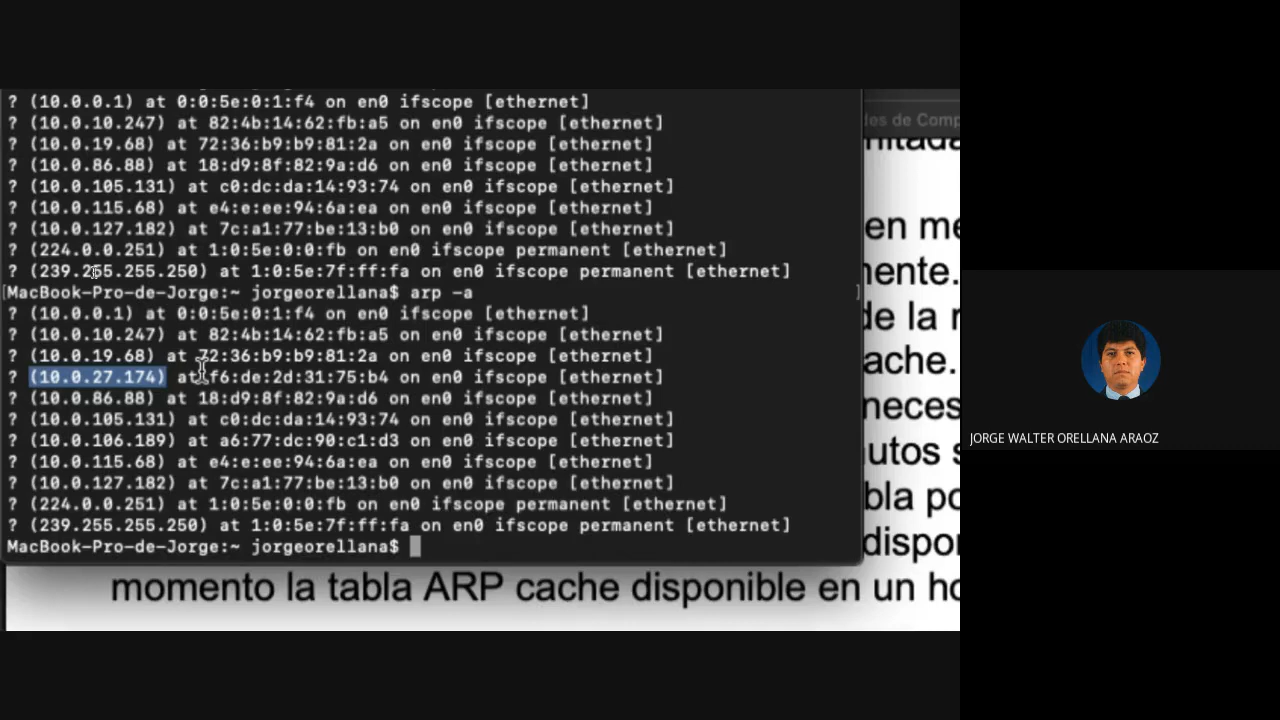 ? (10.0.0.1) at 0:0:5e:0:1:f4 on en0 ifscope [ethernet]
? (10.0.10.247) at 82:4b:14:62:fb:a5 on en0 ifscope [ethernet]
? (10.0.19.68) at 72:36:b9:b9:81:2a on en0 ifscope [ethernet]
? (10.0.86.88) at 18:d9:8f:82:9a:d6 on en0 ifscope [ethernet]
? (10.0.105.131) at c0:dc:da:14:93:74 on en0 ifscope [ethernet]
? (10.0.115.68) at e4:e:ee:94:6a:ea on en0 ifscope [ethernet]
? (10.0.127.182) at 7c:a1:77:be:13:b0 on en0 ifscope [ethernet]
? (224.0.0.251) at 1:0:5e:0:0:fb on en0 ifscope permanent [ethernet]
? (239.255.255.250) at 1:0:5e:7f:ff:fa on en0 ifscope permanent [ethernet]
[MacBook-Pro-de-Jorge:~ jorgeorellana$ arp -a ]
? (10.0.0.1) at 0:0:5e:0:1:f4 on en0 ifscope [ethernet]
? (10.0.10.247) at 82:4b:14:62:fb:a5 on en0 ifscope [ethernet]
? (10.0.19.68) at 72:36:b9:b9:81:2a on en0 ifscope [ethernet]
? (10.0.27.174) at f6:de:2d:31:75:b4 on en0 ifscope [ethernet]
? (10.0.86.88) at 18:d9:8f:82:9a:d6 on en0 ifscope [ethernet]
? (10.0.105.131) at c0:dc:da:14:93:74 on en0 ifscope [ethernet]
? (10.0.106.189) at a6:77:dc:90:c1:d3 on en0 ifscope [ethernet]
? (10.0.115.68) at e4:e:ee:94:6a:ea on en0 ifscope [ethernet]
? (10.0.127.182) at 7c:a1:77:be:13:b0 on en0 ifscope [ethernet]
? (224.0.0.251) at 1:0:5e:0:0:fb on en0 ifscope permanent [ethernet]
? (239.255.255.250) at 1:0:5e:7f:ff:fa on en0 ifscope permanent [ethernet]
MacBook-Pro-de-Jorge:~ jorgeorellana$
des de Comp
nitada
en me
nente.
de la r
ache.
neces
utos s
bla po
dispor
momento la tabla ARP cache disponible en un ho
JORGE WALTER ORELLANA ARAOZ